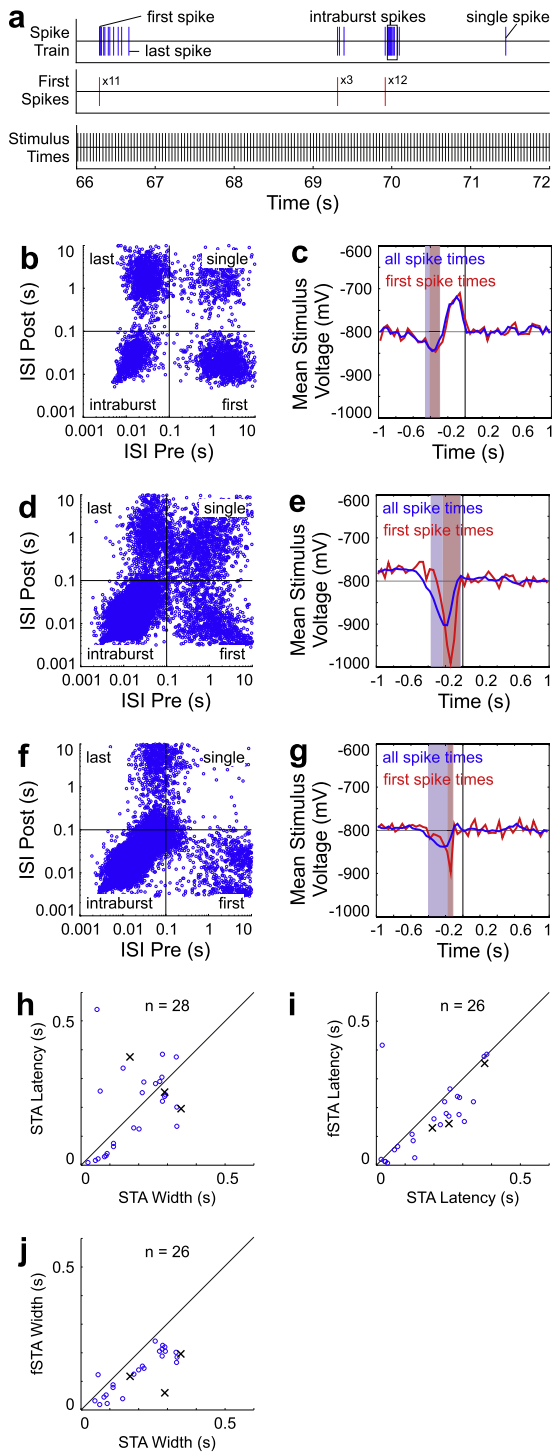 a
first spike
intraburst spikes
single spike
Spike
Train
last spike
First
Spikes
x11
x3
x12
Stimulus
Times
66 67 68 69 70 71 72
Time (s)
b
10
1
0.1
0.01
0.001
ISI Post (s)
last
single
intraburst
first
0.001 0.01 0.1 1 10
ISI Pre (s)
c
-600
-700
-800
-900
-1000
Mean Stimulus
Voltage (mV)
all spike times
first spike times
-1 -0.6 -0.2 0.2 0.6 1
Time (s)
d
10
1
0.1
0.01
0.001
ISI Post (s)
last
single
intraburst
first
0.001 0.01 0.1 1 10
ISI Pre (s)
e
-600
-700
-800
-900
-1000
Mean Stimulus
Voltage (mV)
all spike times
first spike times
-1 -0.6 -0.2 0.2 0.6 1
Time (s)
f
10
1
0.1
0.01
0.001
ISI Post (s)
last
single
intraburst
first
0.001 0.01 0.1 1 10
ISI Pre (s)
g
-600
-700
-800
-900
-1000
Mean Stimulus
Voltage (mV)
all spike times
first spike times
-1 -0.6 -0.2 0.2 0.6 1
Time (s)
h
n = 28
0.5
0
STA Latency (s)
0 0.5
STA Width (s)
i
n = 26
0.5
0
fSTA Latency (s)
0 0.5
STA Latency (s)
j
n = 26
0.5
0
fSTA Width (s)
0 0.5
STA Width (s)